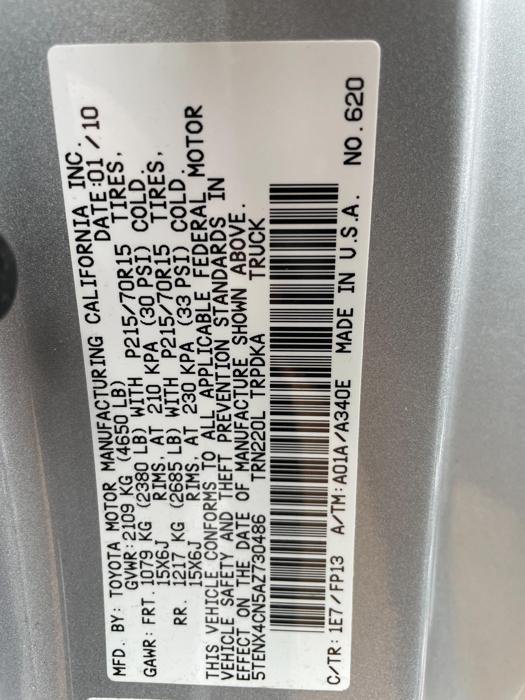 MFD. BY: TOYOTA MOTOR MANUFACTURING CALIFORNIA INC.
GVWR: 2109 KG (4650 LB) DATE: 01/10
GAWR: FRT. 1079 KG (2380 LB) WITH P215/70R15 TIRES,
15X6J RIMS, AT 210 KPA (30 PSI) COLD.
RR. 1217 KG (2685 LB) WITH P215/70R15 TIRES,
15X6J RIMS, AT 230 KPA (33 PSI) COLD.
THIS VEHICLE CONFORMS TO ALL APPLICABLE FEDERAL MOTOR
VEHICLE SAFETY AND THEFT PREVENTION STANDARDS IN
EFFECT ON THE DATE OF MANUFACTURE SHOWN ABOVE.
5TENX4CN5AZ730486 TRN220L TRPDKA TRUCK
C/TR: 1E7/FP13 A/TM: A01A/A340E MADE IN U.S.A. NO. 620